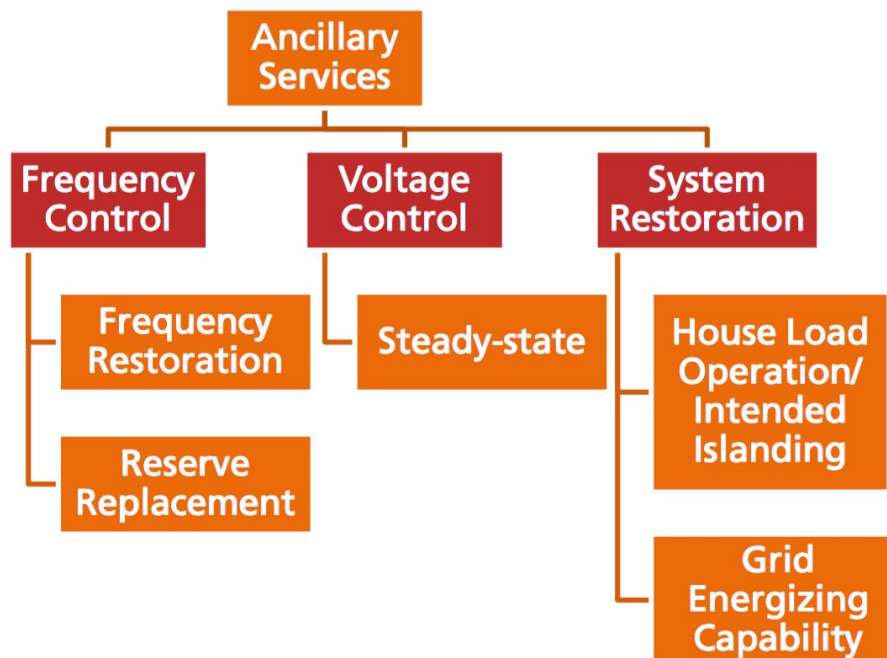 Ancillary
Services
Frequency
Control
Voltage
Control
System
Restoration
Frequency
Restoration
Reserve
Replacement
Steady-state
House Load
Operation/
Intended
Islanding
Grid
Energizing
Capability